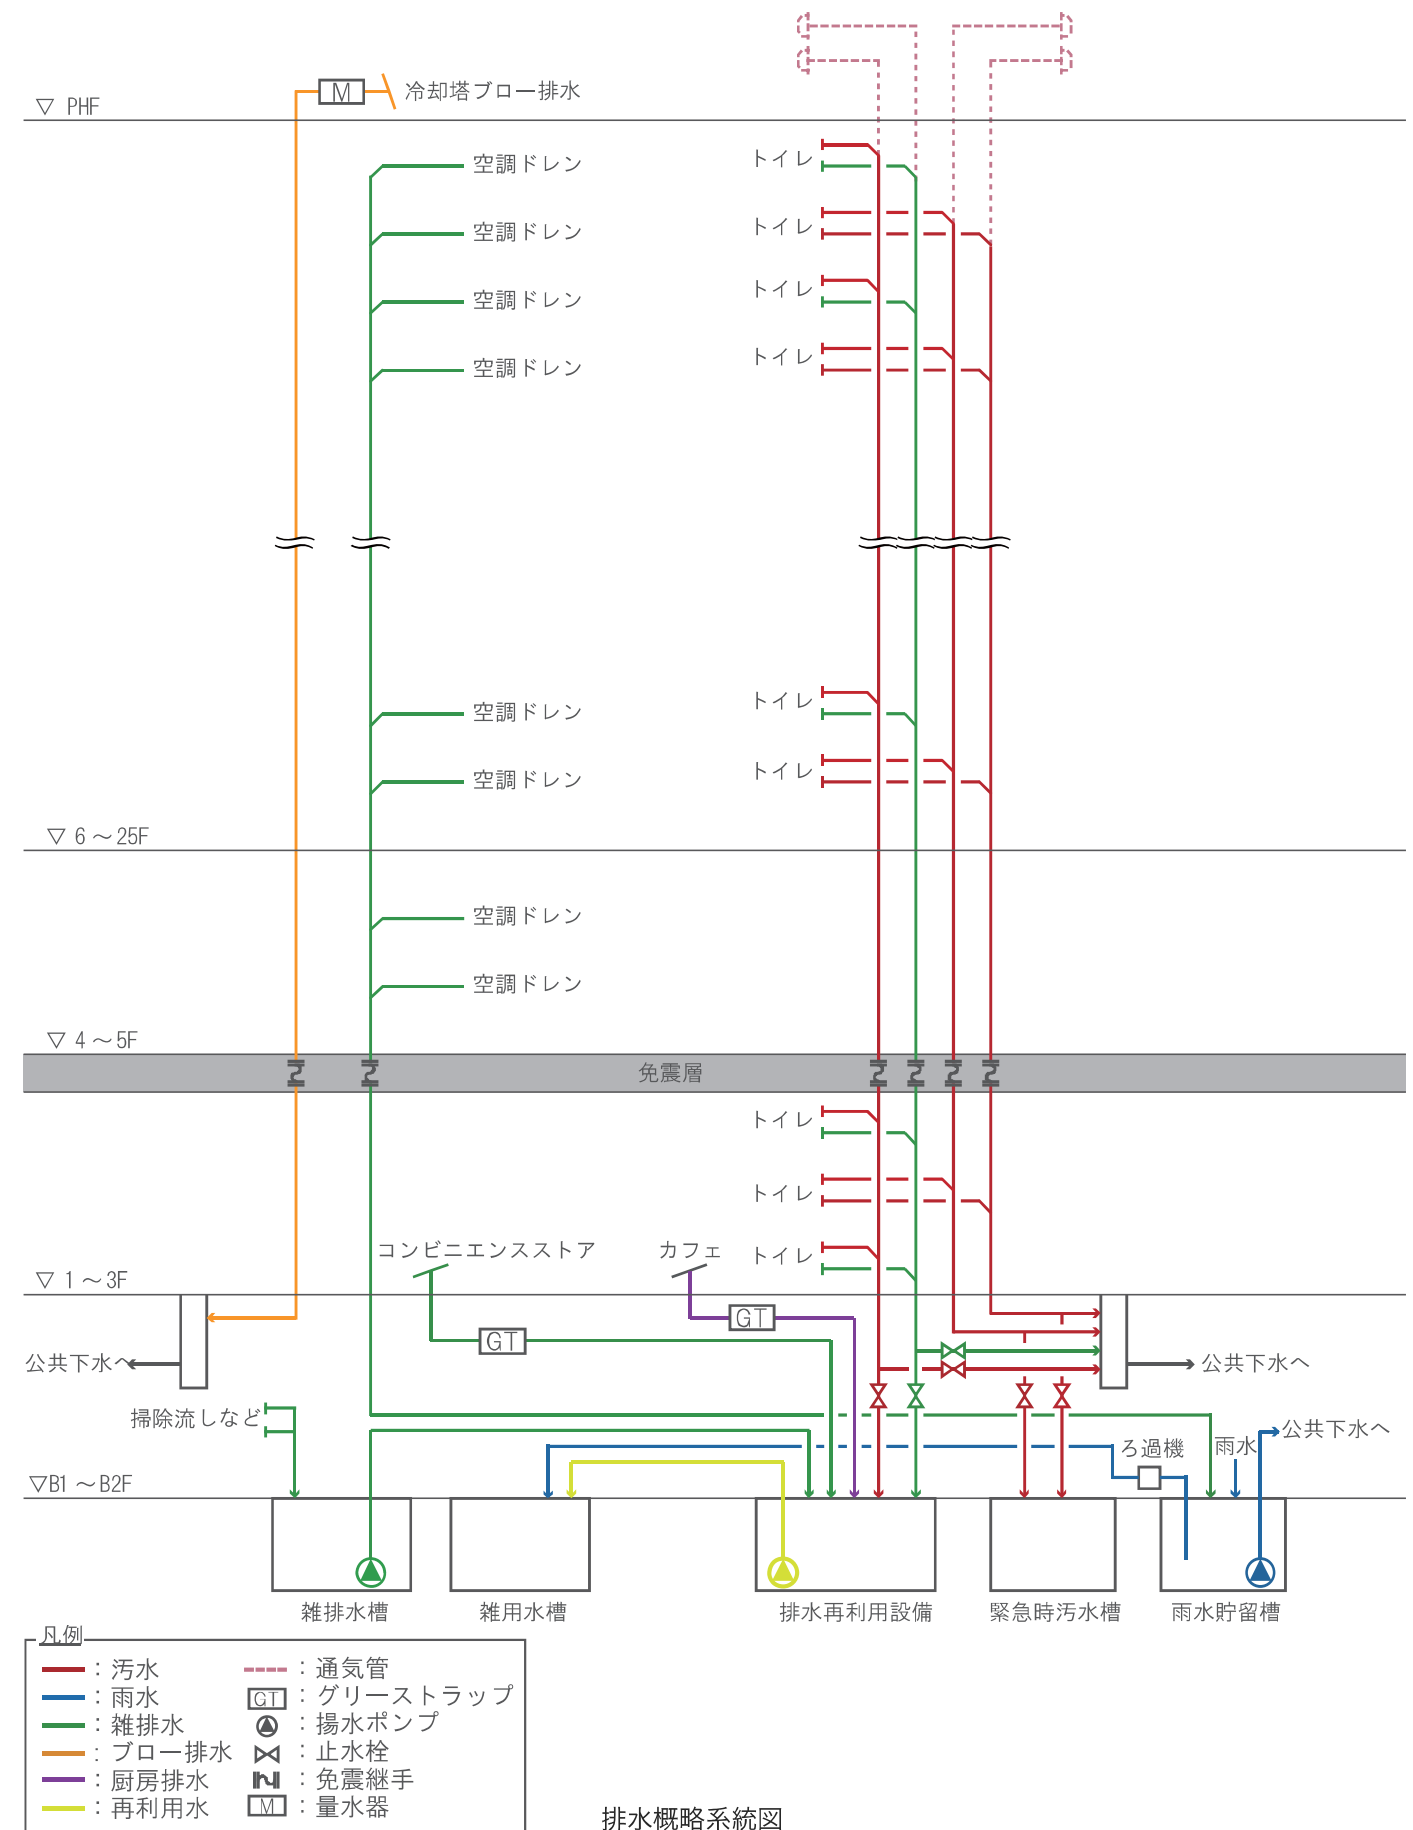 冷却塔ブロー排水
▽ PHF
空調ドレン
トイレ
空調ドレン
トイレ
空調ドレン
トイレ
空調ドレン
トイレ
空調ドレン
トイレ
空調ドレン
トイレ
▽ 6 ～ 25F
空調ドレン
空調ドレン
▽ 4 ～ 5F
免震層
トイレ
トイレ
コンビニエンスストア
カフェ
トイレ
▽ 1 ～ 3F
GT
GT
公共下水へ
公共下水へ
掃除流しなど
公共下水へ
ろ過機
雨水
▽B1 ～ B2F
雑排水槽
雑用水槽
排水再利用設備
緊急時汚水槽
雨水貯留槽
M
凡例
：汚水
：雨水
：雑排水
：ブロー排水
：厨房排水
：再利用水
：通気管
GT ：グリーストラップ
：揚水ポンプ
：止水栓
：免震継手
M ：量水器
排水概略系統図